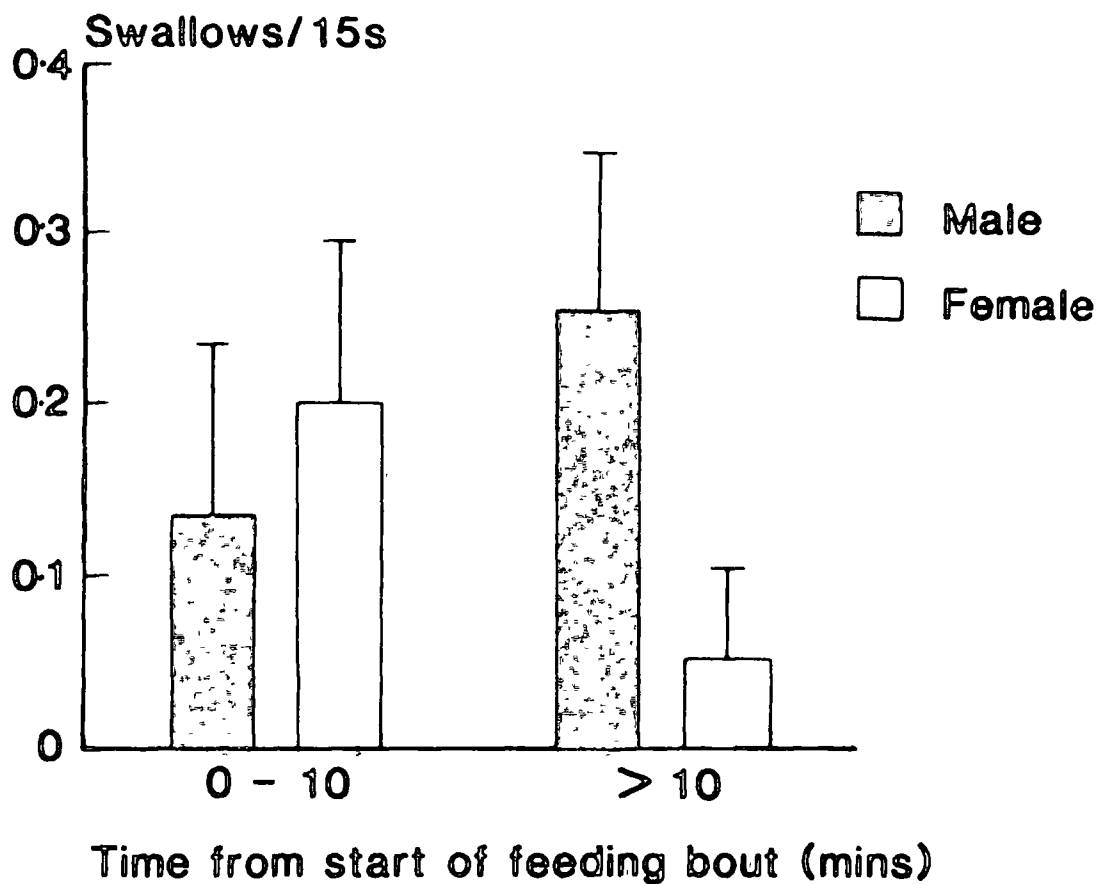 Swallows/15s
0·4
0·3
0·2
0·1
0
Male
Female
0 - 10
> 10
Time from start of feeding bout (mins)